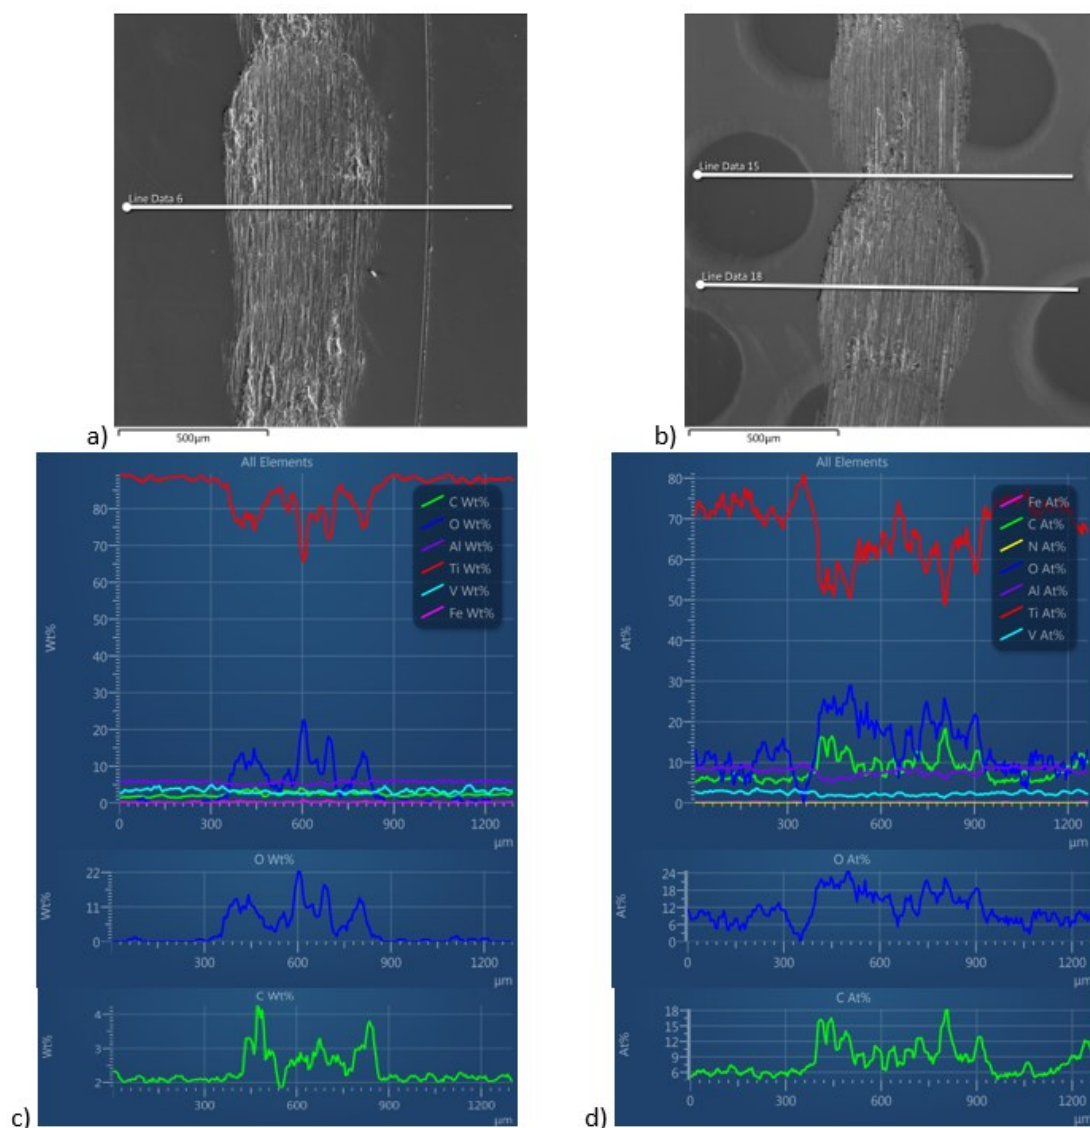 Line Data 6
500µm
a)
Line Data 15
Line Data 18
500µm
b)
All Elements
C Wt%
O Wt%
Al Wt%
Ti Wt%
V Wt%
Fe Wt%
Wt%
80
70
60
50
40
30
20
10
0
0 300 600 900 1200
µm
O Wt%
Wt%
22
11
0
300 600 900 1200
µm
C Wt%
Wt%
4
3
2
300 600 900 1200
µm
c)
All Elements
Fe At%
C At%
N At%
O At%
Al At%
Ti At%
V At%
At%
80
70
60
50
40
30
20
10
0
300 600 900 1200
µm
O At%
At%
24
18
12
6
0
0 300 600 900 1200
µm
C At%
At%
18
15
12
9
6
300 600 900 1200
µm
d)